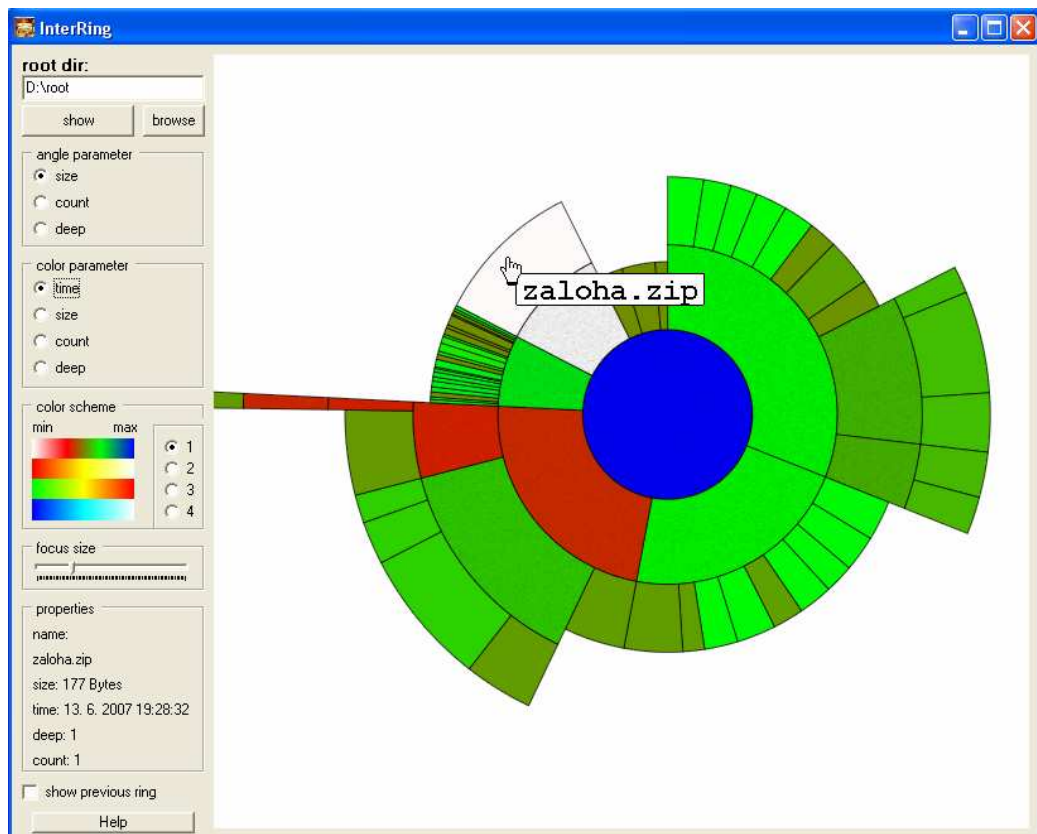 InterRing
root dir:
D:\root
show browse
angle parameter
size
count
deep
color parameter
time
size
count
deep
color scheme
min max
1
2
3
4
focus size
properties
name:
zaloha.zip
size: 177 Bytes
time: 13. 6. 2007 19:28:32
deep: 1
count: 1
show previous ring
Help
zaloha.zip